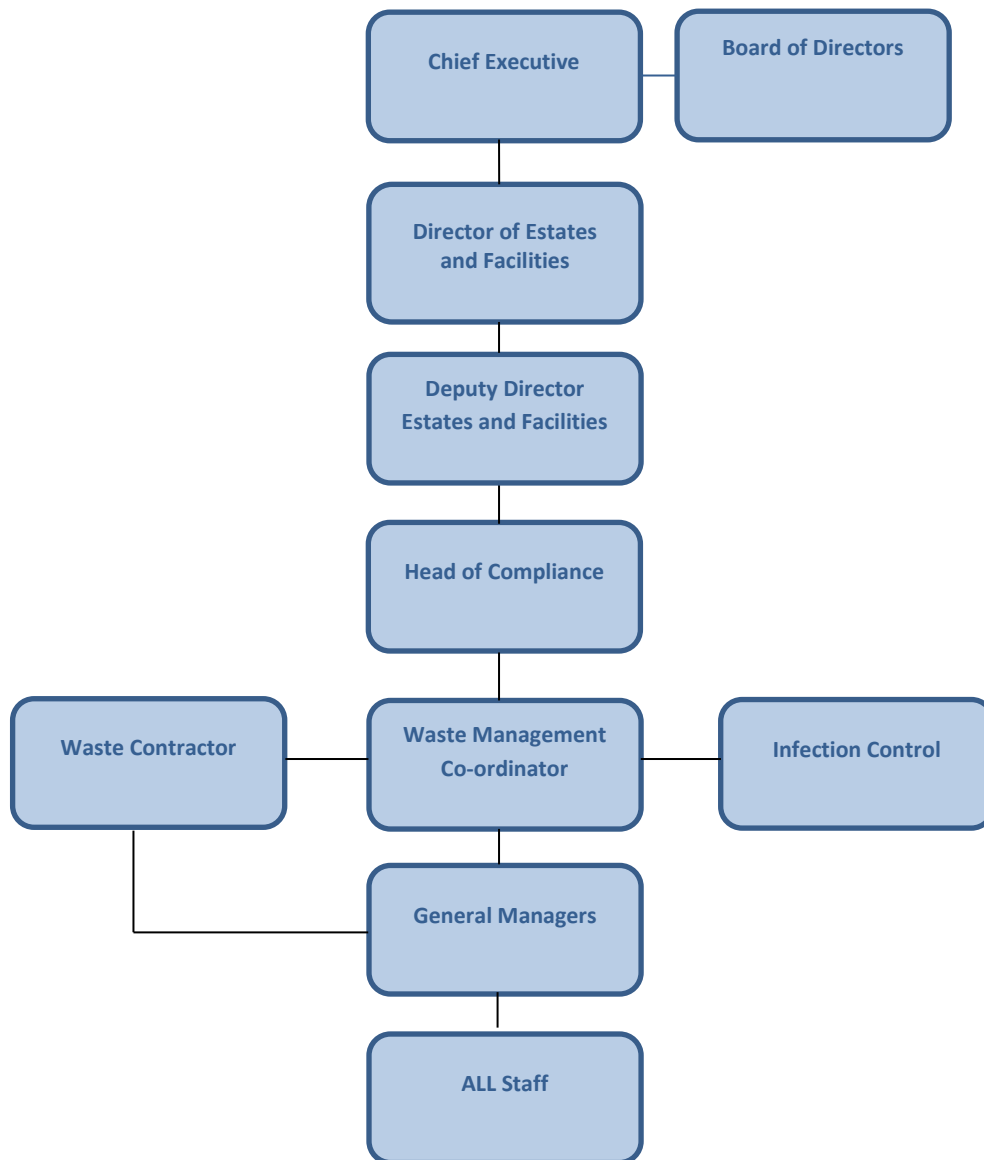 Chief Executive
Board of Directors
Director of Estates
and Facilities
Deputy Director
Estates and Facilities
Head of Compliance
Waste Contractor
Waste Management
Co-ordinator
Infection Control
General Managers
ALL Staff